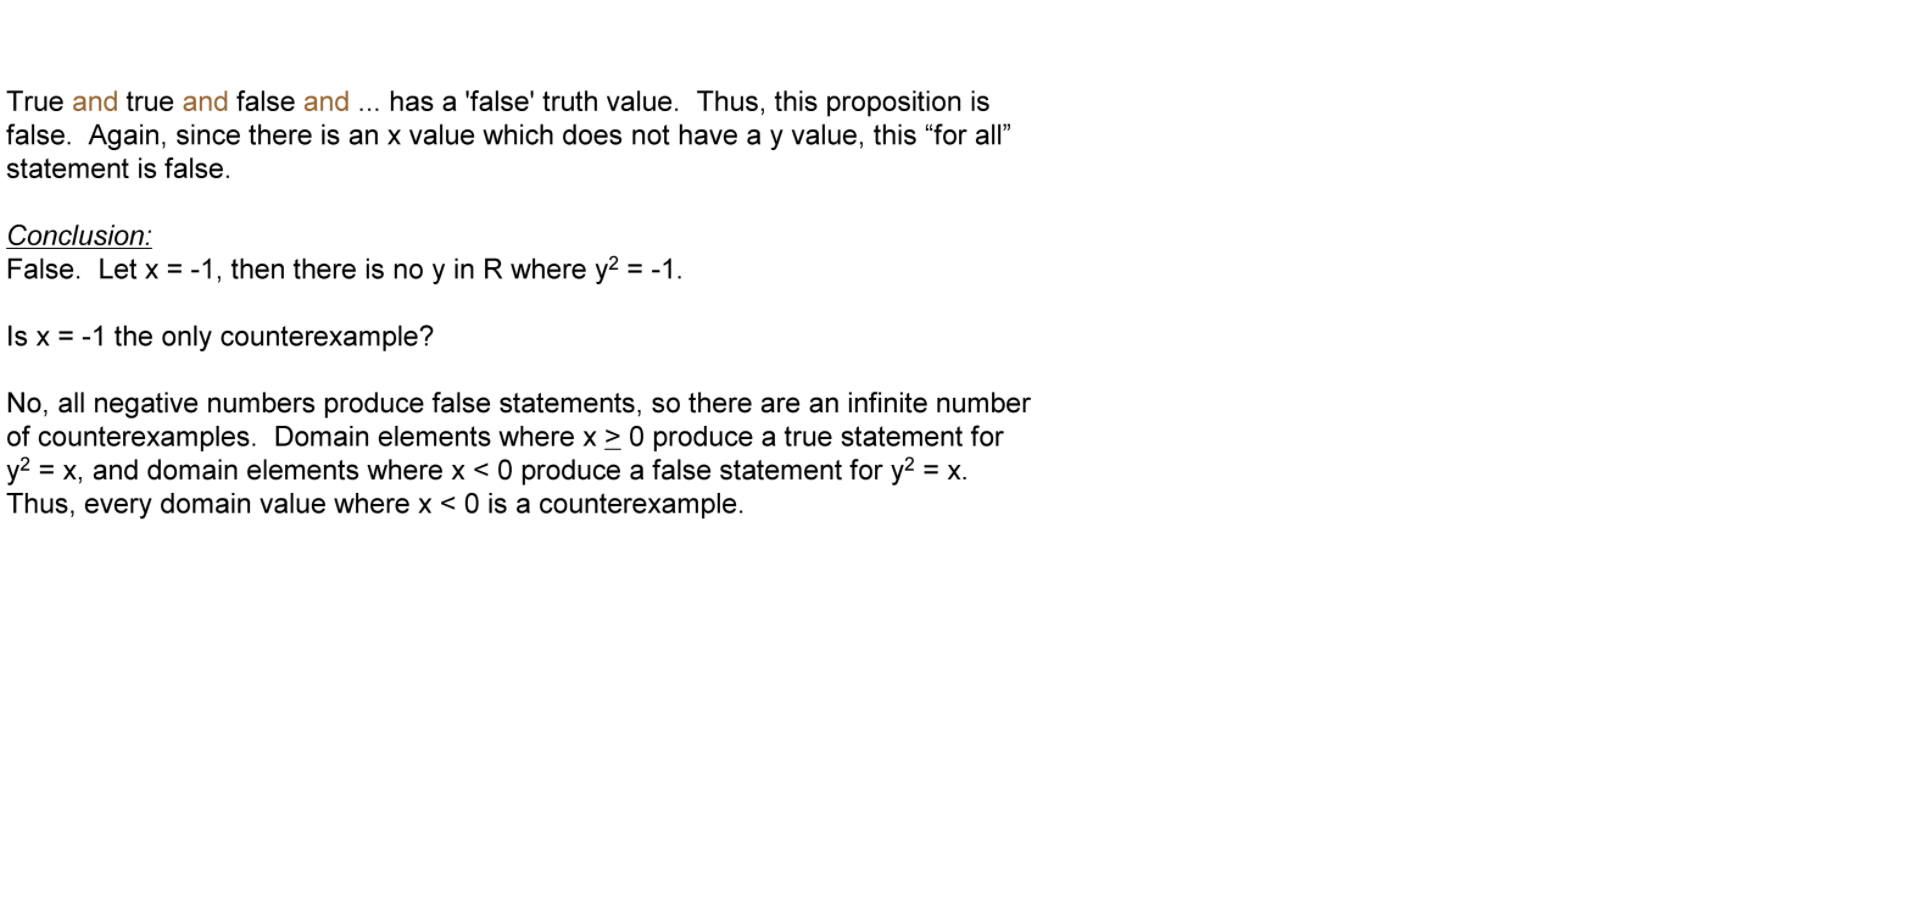 True and true and false and ... has a 'false' truth value.  Thus, this proposition is
false.  Again, since there is an x value which does not have a y value, this “for all”
statement is false.
Conclusion:
False.  Let x = -1, then there is no y in R where y² = -1.
Is x = -1 the only counterexample?
No, all negative numbers produce false statements, so there are an infinite number
of counterexamples.  Domain elements where x ≥ 0 produce a true statement for
y² = x, and domain elements where x < 0 produce a false statement for y² = x.
Thus, every domain value where x < 0 is a counterexample.